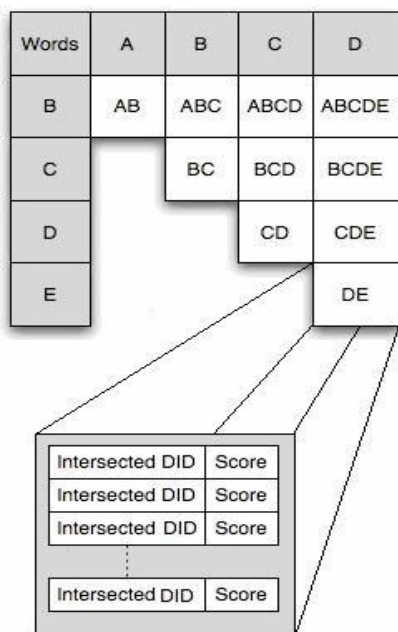 Words A B C D
B AB ABC ABCD ABCDE
C BC BCD BCDE
D CD CDE
E DE
Intersected DID Score
Intersected DID Score
Intersected DID Score
Intersected DID Score